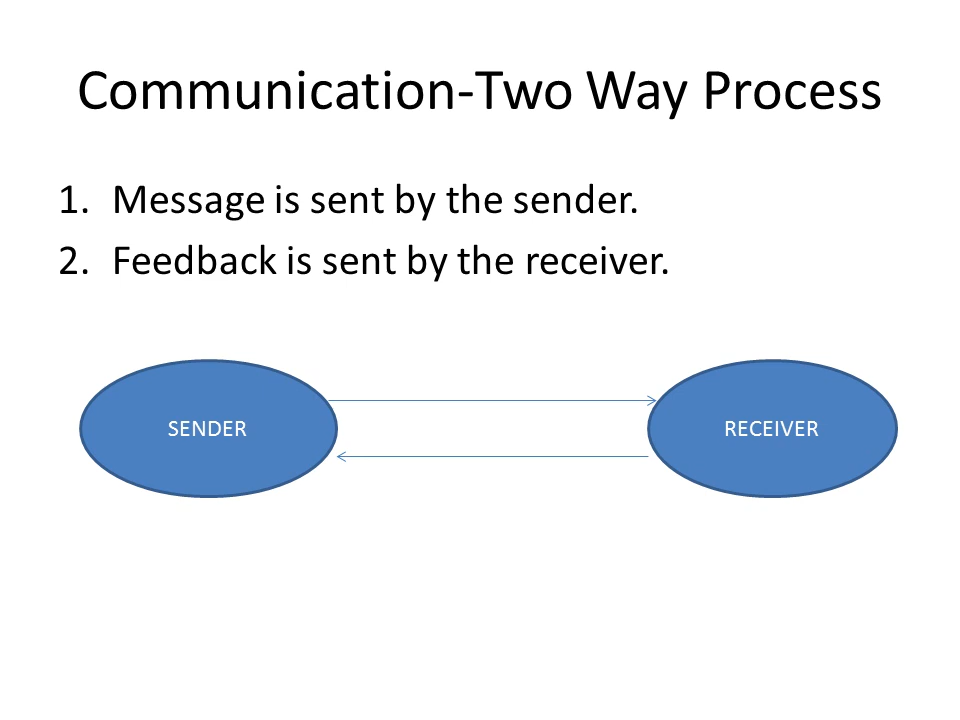 Communication-Two Way Process
1. Message is sent by the sender.
2. Feedback is sent by the receiver.
SENDER
RECEIVER